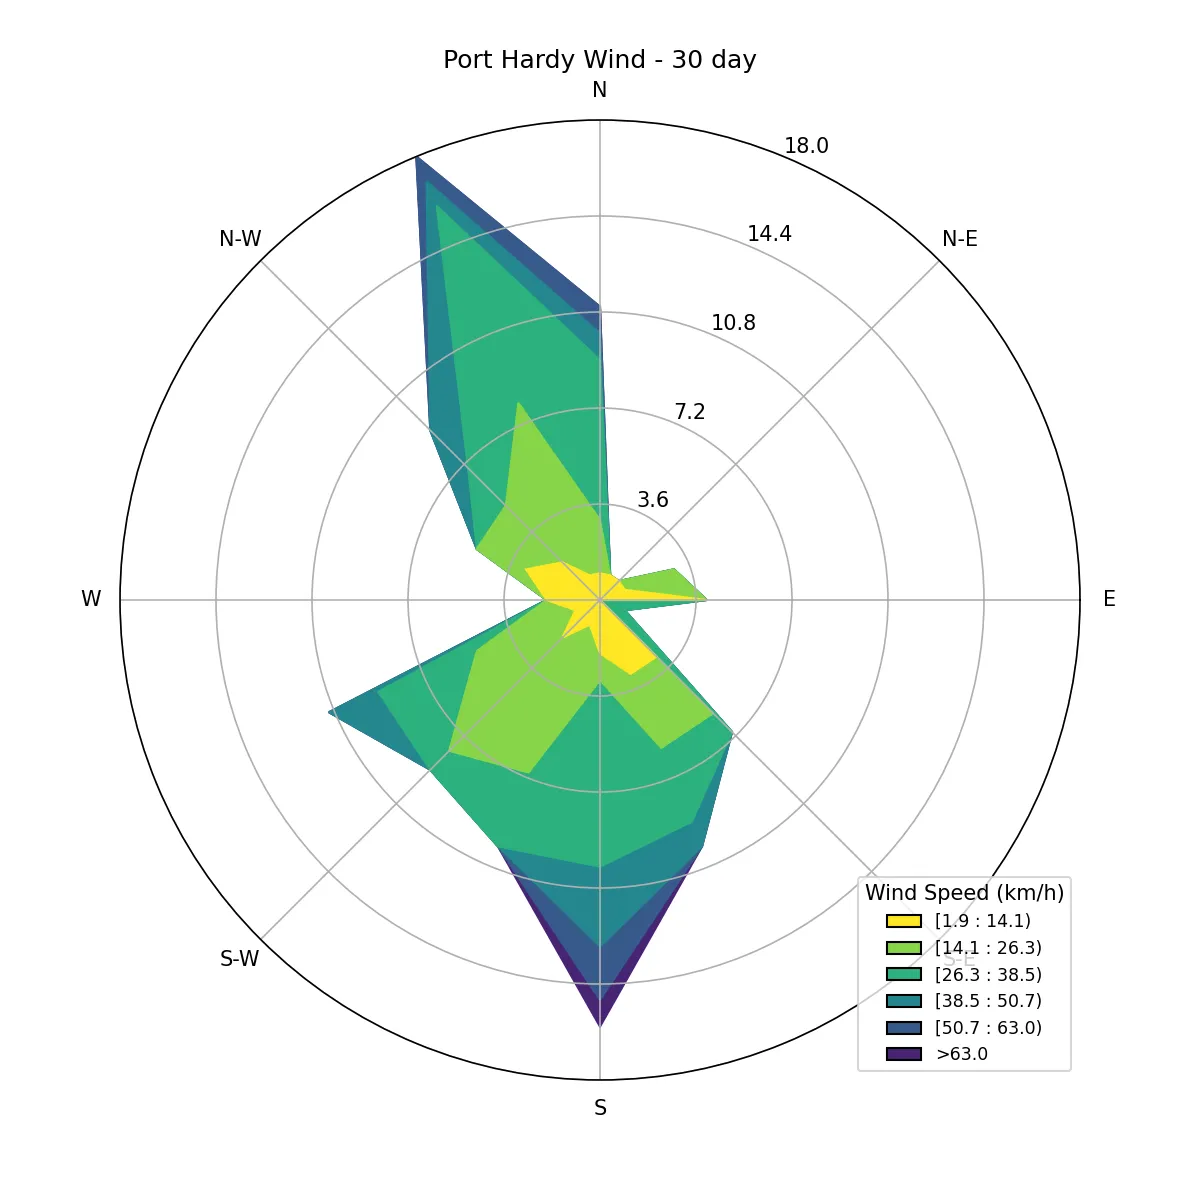 Port Hardy Wind - 30 day
N
18.0
14.4
N-W
N-E
10.8
7.2
3.6
W
E
Wind Speed (km/h)
[1.9 : 14.1)
[14.1 : 26.3)
S-W
S-E
[26.3 : 38.5)
[38.5 : 50.7)
[50.7 : 63.0)
>63.0
S